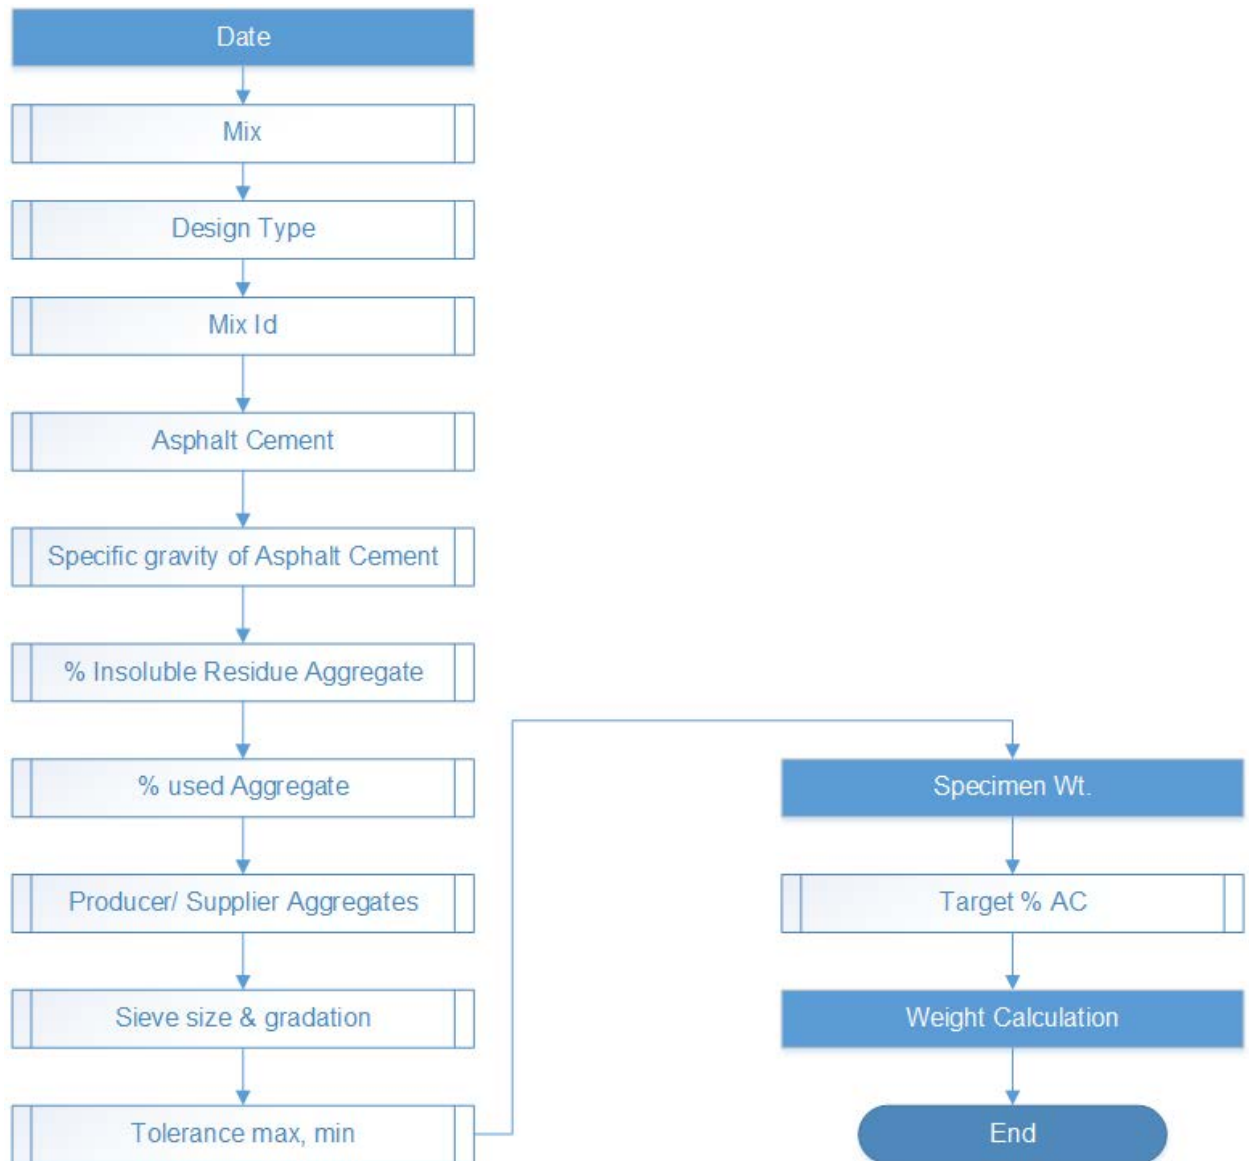 Date
Mix
Design Type
Mix Id
Asphalt Cement
Specific gravity of Asphalt Cement
% Insoluble Residue Aggregate
% used Aggregate
Producer/ Supplier Aggregates
Sieve size & gradation
Tolerance max, min
Specimen Wt.
Target % AC
Weight Calculation
End